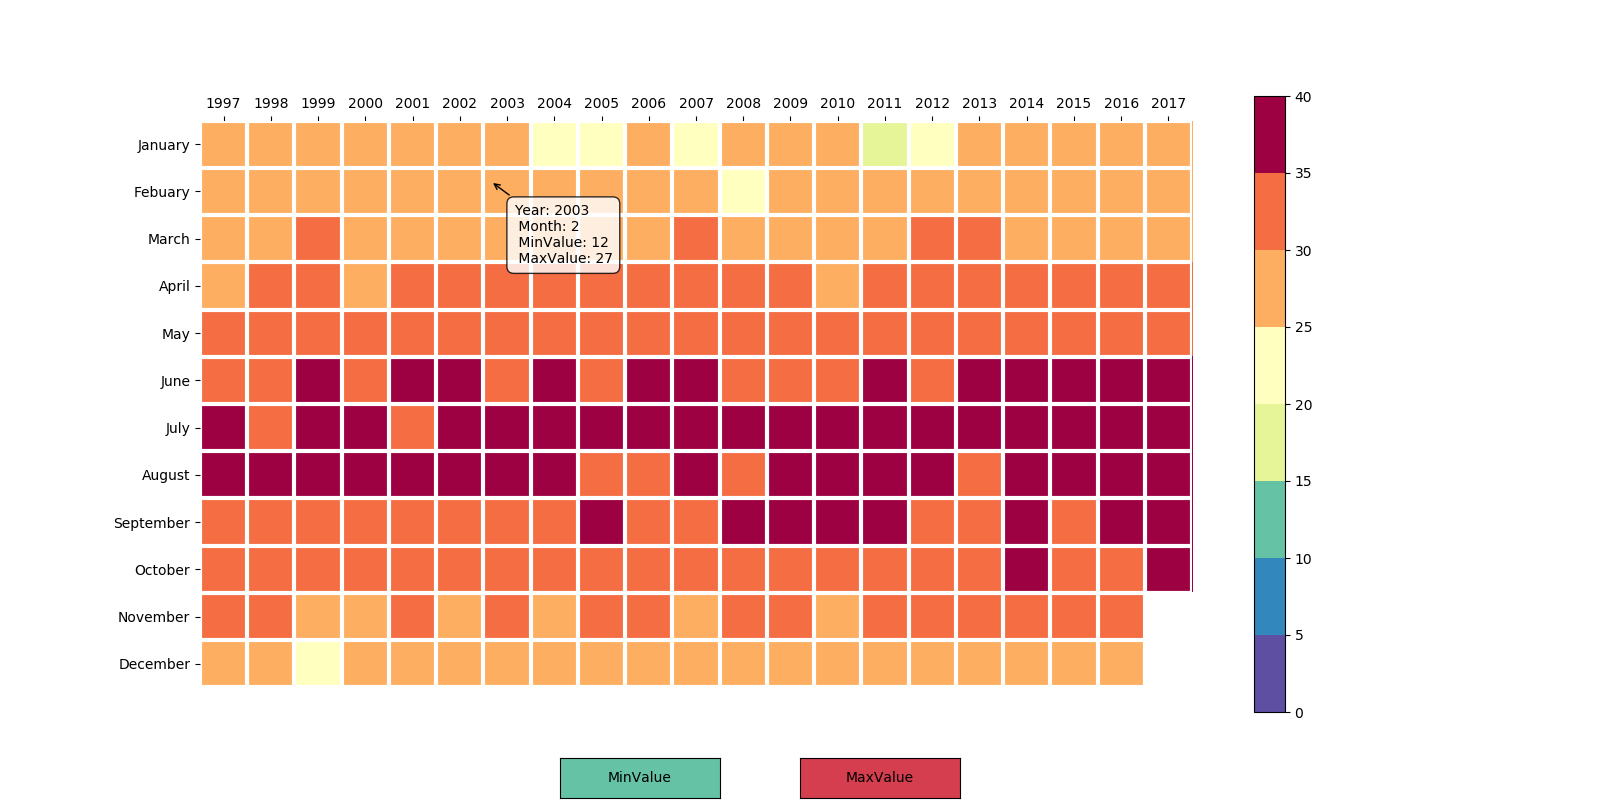 1997 1998 1999 2000 2001 2002 2003 2004 2005 2006 2007 2008 2009 2010 2011 2012 2013 2014 2015 2016 2017
January
Febuary
March
April
May
June
July
August
September
October
November
December
Year: 2003
Month: 2
MinValue: 12
MaxValue: 27
40
35
30
25
20
15
10
5
0
MinValue
MaxValue